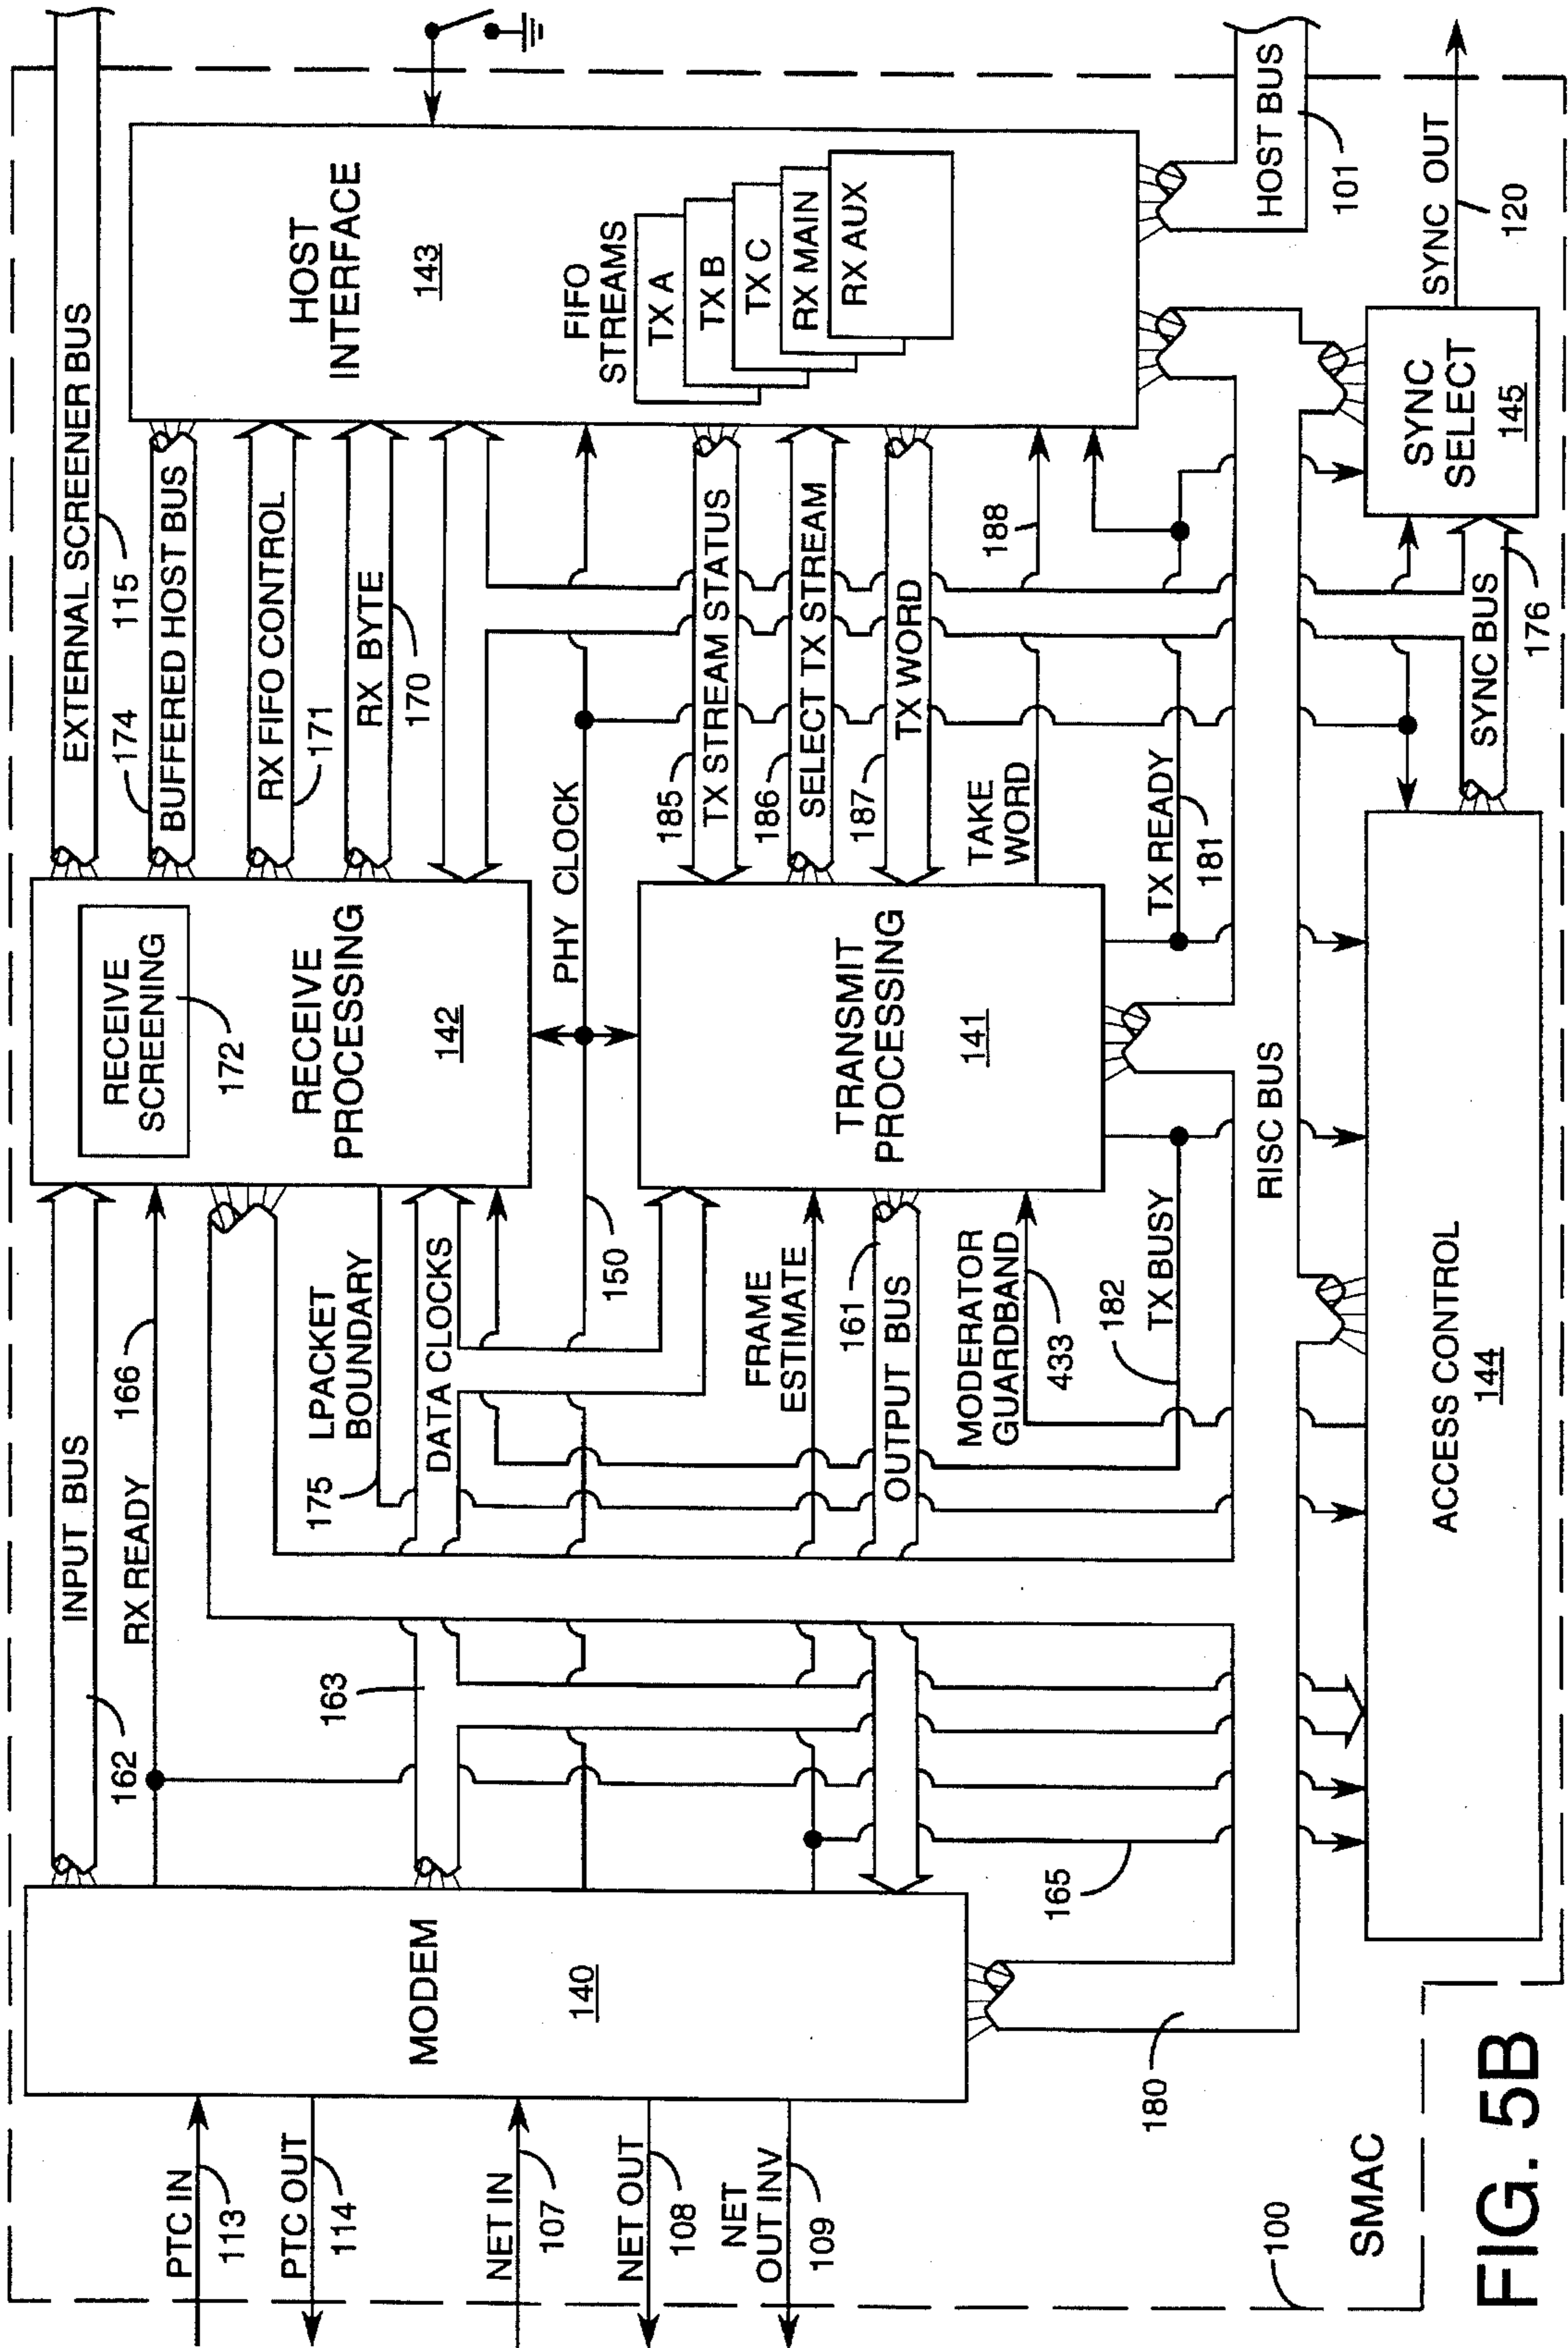 EXTERNAL SCREENER BUS
115
174
BUFFERED HOST BUS
RX FIFO CONTROL
171
RX BYTE
170
HOST
INTERFACE
143
FIFO
STREAMS
TX A
TX B
TX C
RX MAIN
RX AUX
INPUT BUS
162
RX READY
166
RECEIVE
SCREENING
172
RECEIVE
PROCESSING
142
175
LPACKET
BOUNDARY
DATA CLOCKS
163
150
PHY CLOCK
185
TX STREAM STATUS
186
SELECT TX STREAM
187
TX WORD
TAKE
WORD
188
TX READY
181
TRANSMIT
PROCESSING
141
FRAME
ESTIMATE
161
OUTPUT BUS
MODERATOR
GUARDBAND
433
182
TX BUSY
165
MODEM
140
PTC IN
113
PTC OUT
114
NET IN
107
NET OUT
108
NET
OUT INV
109
RISC BUS
180
HOST BUS
101
SYNC OUT
120
SYNC
SELECT
145
SYNC BUS
176
ACCESS CONTROL
144
100
SMAC
FIG. 5B